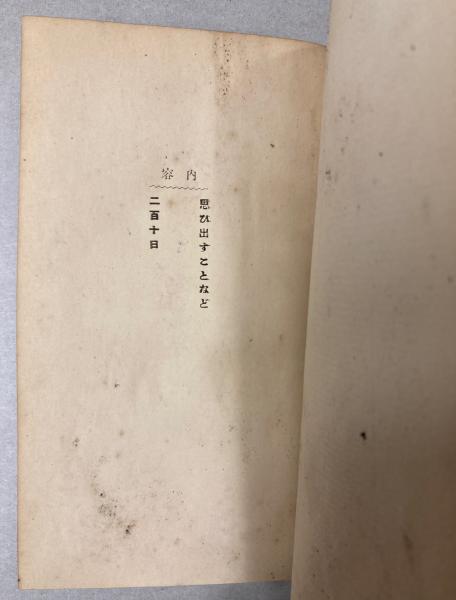 内容
思ひ出すことなど
二百十日